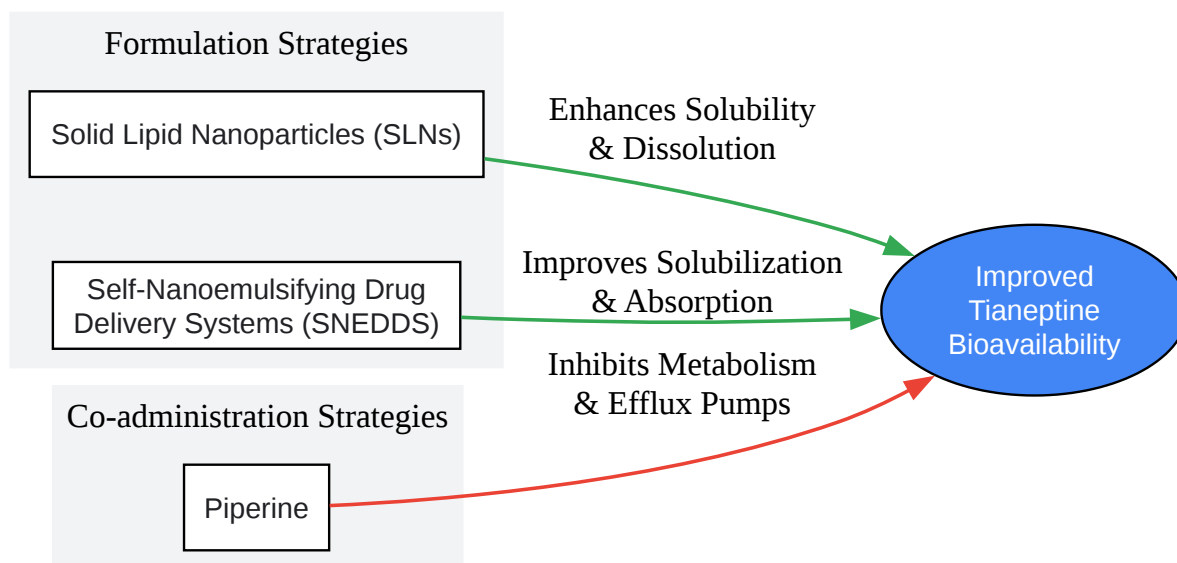 Formulation Strategies
Solid Lipid Nanoparticles (SLNs)
Enhances Solubility
& Dissolution
Self-Nanoemulsifying Drug
Delivery Systems (SNEDDS)
Improves Solubilization
& Absorption
Improved
Tianeptine
Bioavailability
Inhibits Metabolism
& Efflux Pumps
Co-administration Strategies
Piperine